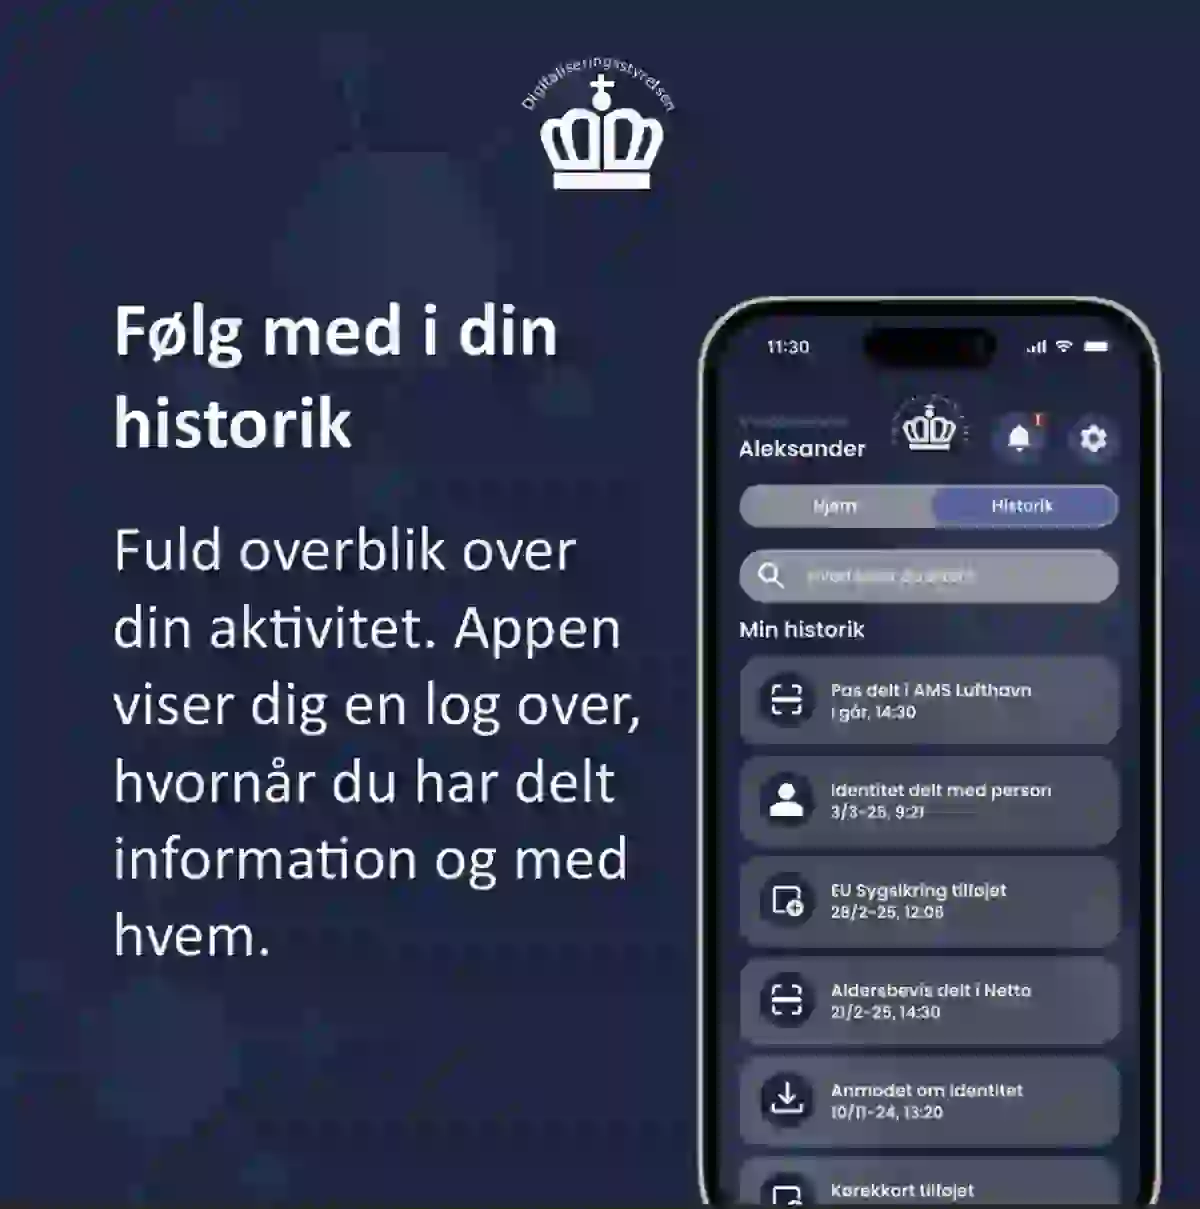 Digitaliseringsstyrelsen
Følg med i din
historik
Fuld overblik over
din aktivitet. Appen
viser dig en log over,
hvornår du har delt
information og med
hvem.
11:30
Aleksander
1
Hjem
Historik
Min historik
Pas delt i AMS Lufthavn
I går, 14:30
Identitet delt med person
3/3-25, 9:21
EU Sygsikring tilføjet
28/2-25, 12:06
Aldersbevis delt i Netto
21/2-25, 14:30
Anmodet om identitet
10/11-24, 13:20
Kørekkort tilføjet